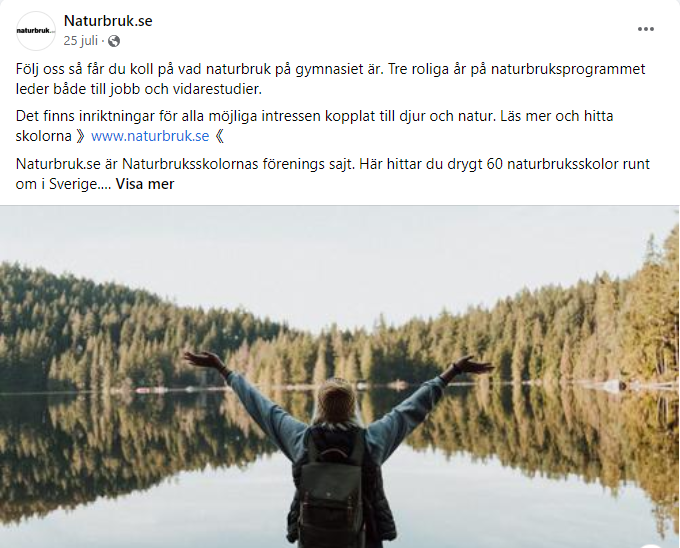 naturbruk...
Naturbruk.se
25 juli ·
Följ oss så får du koll på vad naturbruk på gymnasiet är. Tre roliga år på naturbruksprogrammet
leder både till jobb och vidarestudier.
Det finns inriktningar för alla möjliga intressen kopplat till djur och natur. Läs mer och hitta
skolorna 》www.naturbruk.se 《
Naturbruk.se är Naturbruksskolornas förenings sajt. Här hittar du drygt 60 naturbruksskolor runt
om i Sverige.... Visa mer